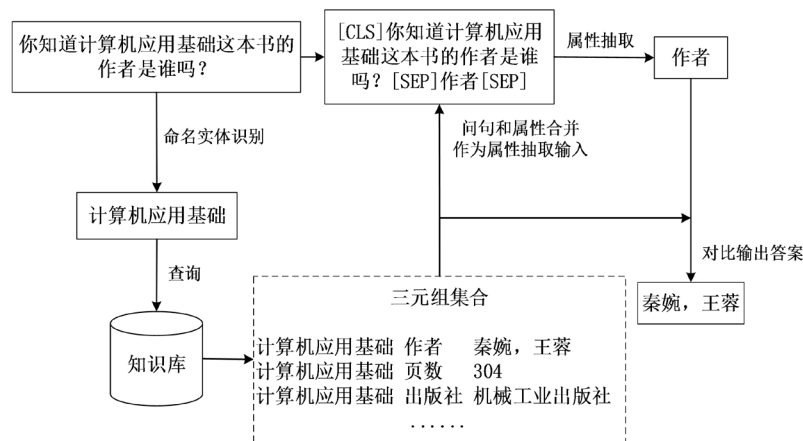 你知道计算机应用基础这本书的
作者是谁吗？
[CLS]你知道计算机应用
基础这本书的作者是谁
吗？[SEP]作者[SEP]
属性抽取
作者
命名实体识别
问句和属性合并
作为属性抽取输入
计算机应用基础
查询
对比输出答案
三元组集合
秦婉，王蓉
知识库
计算机应用基础 作者 秦婉，王蓉
计算机应用基础 页数 304
计算机应用基础 出版社 机械工业出版社
......